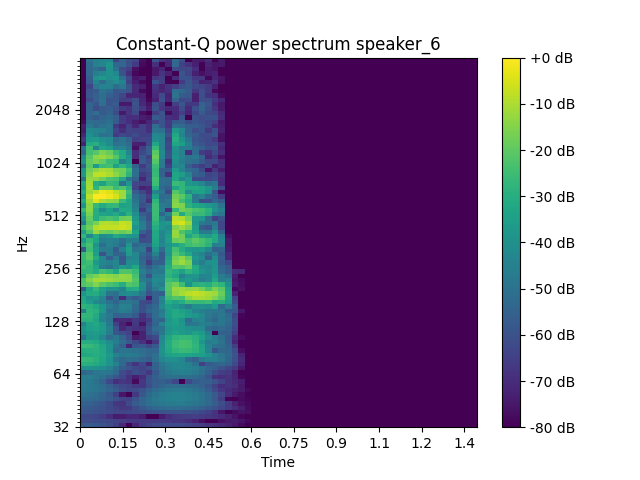 Constant-Q power spectrum speaker_6
Hz
2048
1024
512
256
128
64
32
0 0.15 0.3 0.45 0.6 0.75 0.9 1.1 1.2 1.4
Time
+0 dB
-10 dB
-20 dB
-30 dB
-40 dB
-50 dB
-60 dB
-70 dB
-80 dB